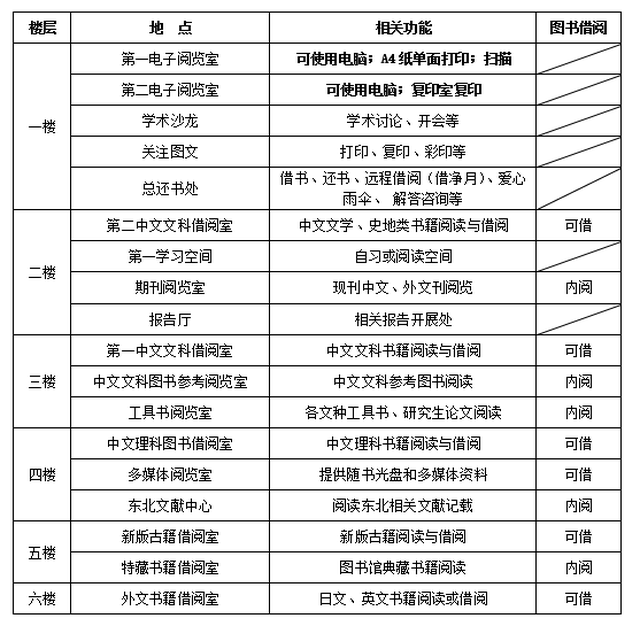 楼层 地 点 相关功能 图书借阅
一楼
第一电子阅览室 可使用电脑；A4纸单面打印；扫描
第二电子阅览室 可使用电脑；复印室复印
学术沙龙 学术讨论、开会等
关注图文 打印、复印、彩印等
总还书处 借书、还书、远程借阅（借净月）、爱心
雨伞、 解答咨询等
二楼
第二中文文科借阅室 中文文学、史地类书籍阅读与借阅 可借
第一学习空间 自习或阅读空间
期刊阅览室 现刊中文、外文刊阅览 内阅
报告厅 相关报告开展处
三楼
第一中文文科借阅室 中文文科书籍阅读与借阅 可借
中文文科图书参考阅览室 中文文科参考图书阅读 内阅
工具书阅览室 各文种工具书、研究生论文阅读 内阅
四楼
中文理科图书借阅室 中文理科书籍阅读与借阅 可借
多媒体阅览室 提供随书光盘和多媒体资料 可借
东北文献中心 阅读东北相关文献记载 内阅
五楼
新版古籍借阅室 新版古籍阅读与借阅 可借
特藏书籍借阅室 图书馆典藏书籍阅读 内阅
六楼 外文书籍借阅室 日文、英文书籍阅读或借阅 可借